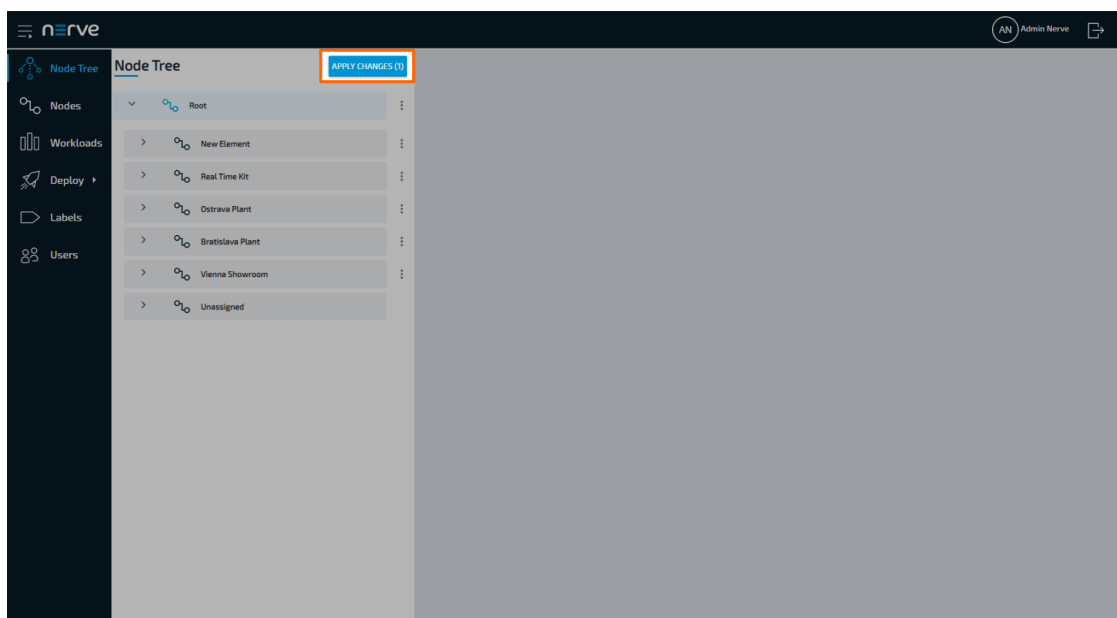 nerve
AN Admin Nerve
Node Tree
Nodes
Workloads
Deploy
Labels
Users
Node Tree
APPLY CHANGES (1)
Root
New Element
Real Time Kit
Ostrava Plant
Bratislava Plant
Vienna Showroom
Unassigned